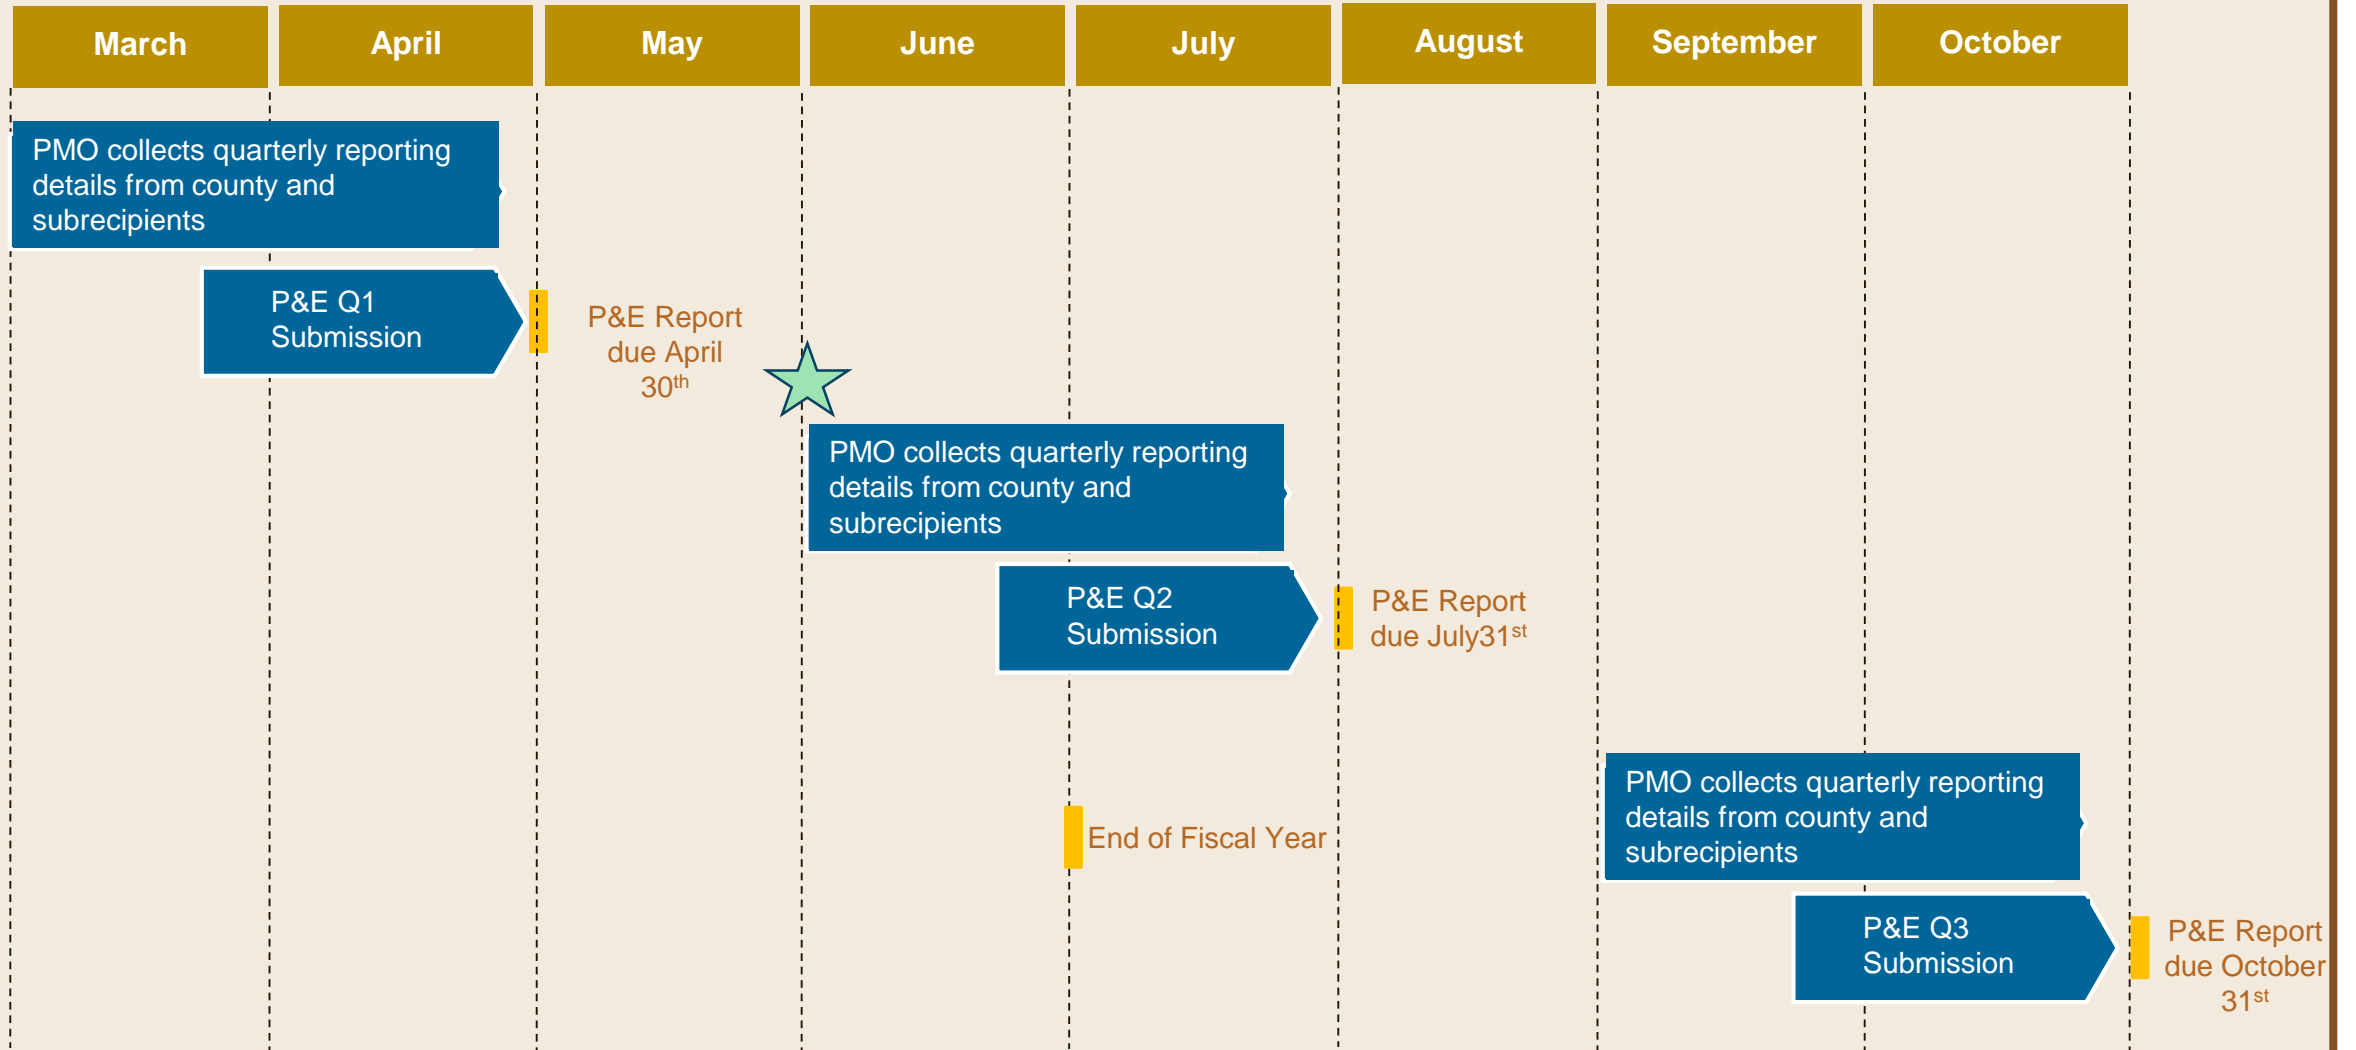 March
April
May
June
July
August
September
October
PMO collects quarterly reporting
details from county and
subrecipients
P&E Q1
Submission
P&E Report
due April
30th
PMO collects quarterly reporting
details from county and
subrecipients
P&E Q2
Submission
P&E Report
due July31st
End of Fiscal Year
PMO collects quarterly reporting
details from county and
subrecipients
P&E Q3
Submission
P&E Report
due October
31st